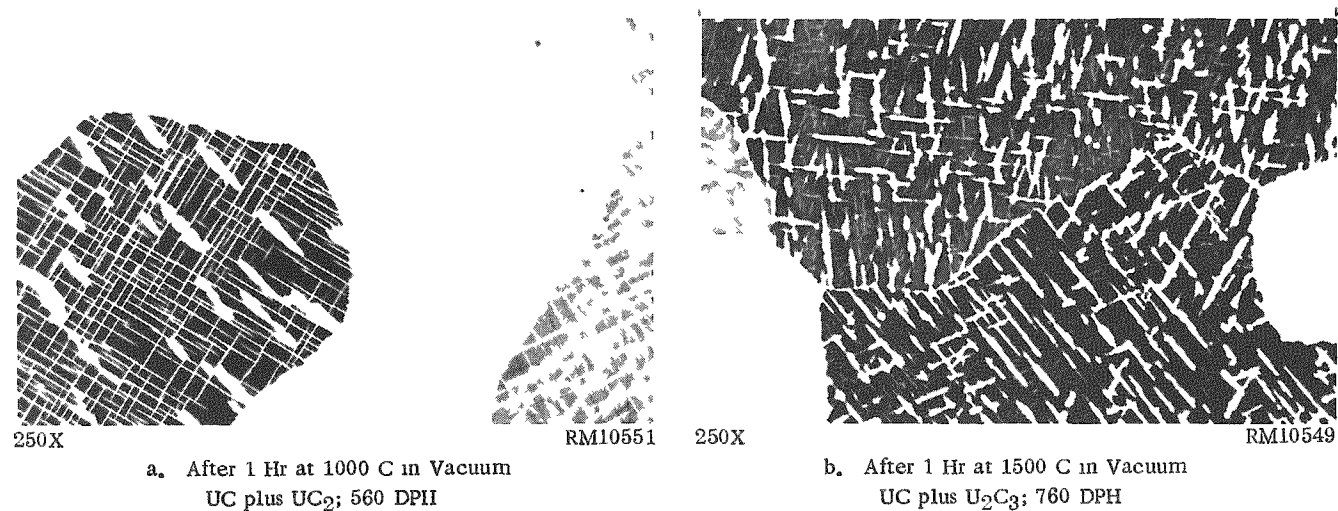 250X RM10551
a. After 1 Hr at 1000 C in Vacuum
UC plus UC2; 560 DPH
250X RM10549
b. After 1 Hr at 1500 C in Vacuum
UC plus U2C3; 760 DPH